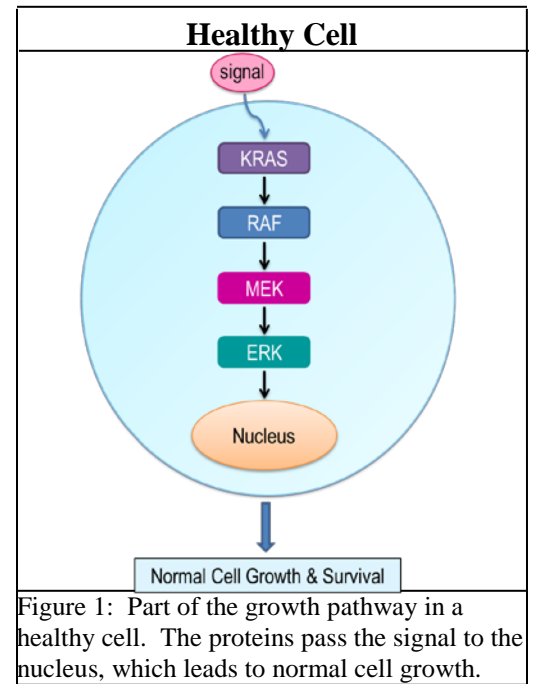 Healthy Cell
signal
KRAS
RAF
MEK
ERK
Nucleus
Normal Cell Growth & Survival
Figure 1: Part of the growth pathway in a
healthy cell. The proteins pass the signal to the
nucleus, which leads to normal cell growth.